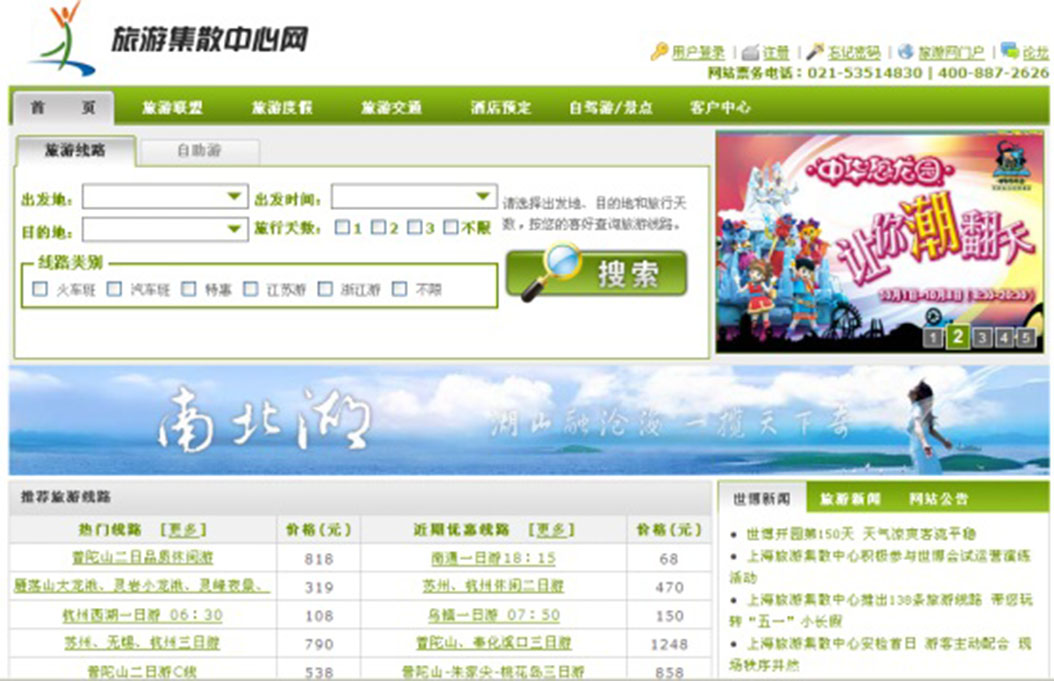 旅游集散中心网
用户登录 | 注册 | 忘记密码 | 旅游网门户 | 论坛
网站票务电话：021-53514830 | 400-887-2626
首 页 旅游联盟 旅游度假 旅游交通 酒店预定 自驾游/景点 客户中心
旅游线路 自助游
出发地： 出发时间：
请选择出发地、目的地和旅行天
数，按您的喜好查询旅游线路。
目的地： 旅行天数： 1 2 3 不限
线路类别
火车班 汽车班 特惠 江苏游 浙江游 不限
搜索
中华恐龙园
让你潮翻天
1 2 3 4 5
南北湖
湖山融沧海 一揽天下奇
推荐旅游线路
热门线路 [更多] 价格(元) 近期优惠线路 [更多] 价格(元)
普陀山二日品质休闲游 818 南通一日游18：15 68
雁荡山大龙湫、灵岩小龙湫、灵峰夜景、 319 苏州、杭州休闲二日游 470
杭州西湖一日游 06：30 108 乌镇一日游 07：50 150
苏州、无锡、杭州三日游 790 普陀山、奉化溪口三日游 1248
普陀山二日游C线 538 普陀山-朱家尖-桃花岛三日游 858
世博新闻 旅游新闻 网站公告
世博开园第150天 天气凉爽客流平稳
上海旅游集散中心积极参与世博会试运营演练
活动
上海旅游集散中心推出138条旅游线路 带您玩
转“五一”小长假
上海旅游集散中心安检首日 游客主动配合 现
场秩序井然